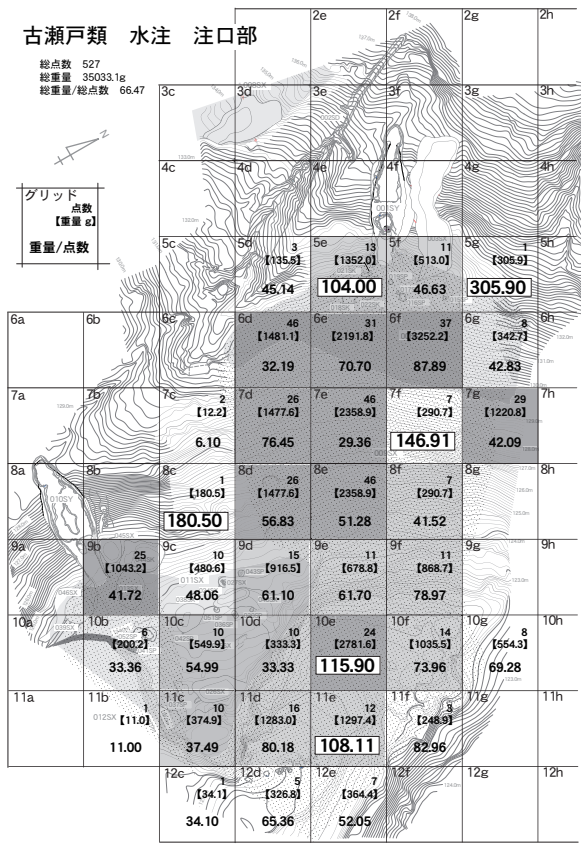 古瀬戸類　水注　注口部
総点数　527
総重量　35033.1g
総重量/総点数　66.47
グリッド
点数
【重量 g】
重量/点数
2e 2f 2g 2h
3c 3d 3e 3f 3g 3h
4c 4d 4e 4f 4g 4h
5c 5d 5e 5f 5g 5h
3 13 11 1
【135.5】 【1352.0】 【513.0】 【305.9】
45.14 104.00 46.63 305.90
6a 6b 6c 6d 6e 6f 6g 6h
46 31 37 8
【1481.1】 【2191.8】 【3252.2】 【342.7】
32.19 70.70 87.89 42.83
7a 7b 7c 7d 7e 7f 7g 7h
2 26 46 7 29
【12.2】 【1477.6】 【2358.9】 【290.7】 【1220.8】
6.10 76.45 29.36 146.91 42.09
8a 8b 8c 8d 8e 8f 8g 8h
1 26 46 7
【180.5】 【1477.6】 【2358.9】 【290.7】
180.50 56.83 51.28 41.52
9a 9b 9c 9d 9e 9f 9g 9h
25 10 15 11 11
【1043.2】 【480.6】 【916.5】 【678.8】 【868.7】
41.72 48.06 61.10 61.70 78.97
10a 10b 10c 10d 10e 10f 10g 10h
6 10 10 24 14 8
【200.2】 【549.9】 【333.3】 【2781.6】 【1035.5】 【554.3】
33.36 54.99 33.33 115.90 73.96 69.28
11a 11b 11c 11d 11e 11f 11g 11h
1 10 16 12 3
【11.0】 【374.9】 【1283.0】 【1297.4】 【248.9】
11.00 37.49 80.18 108.11 82.96
12c 12d 12e 12f 12g 12h
1 5 7
【34.1】 【326.8】 【364.4】
34.10 65.36 52.05
001SY
010SY
011SX
012SX